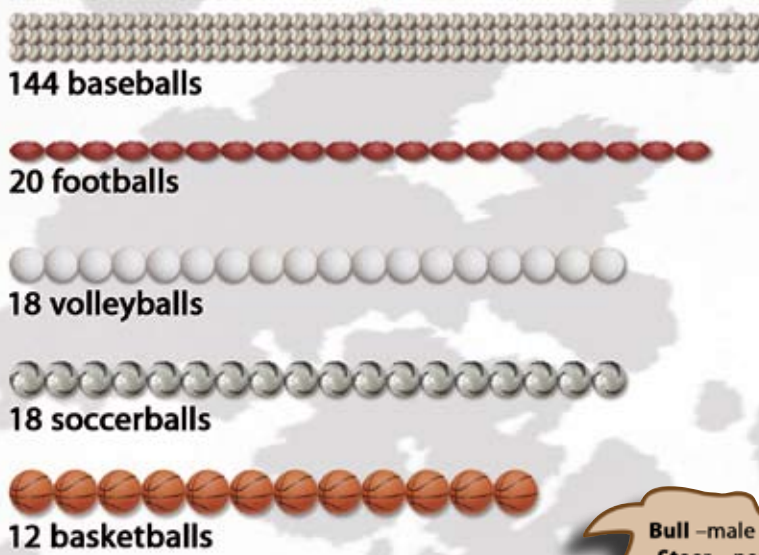 144 baseballs
20 footballs
18 volleyballs
18 soccerballs
12 basketballs
Bull –male